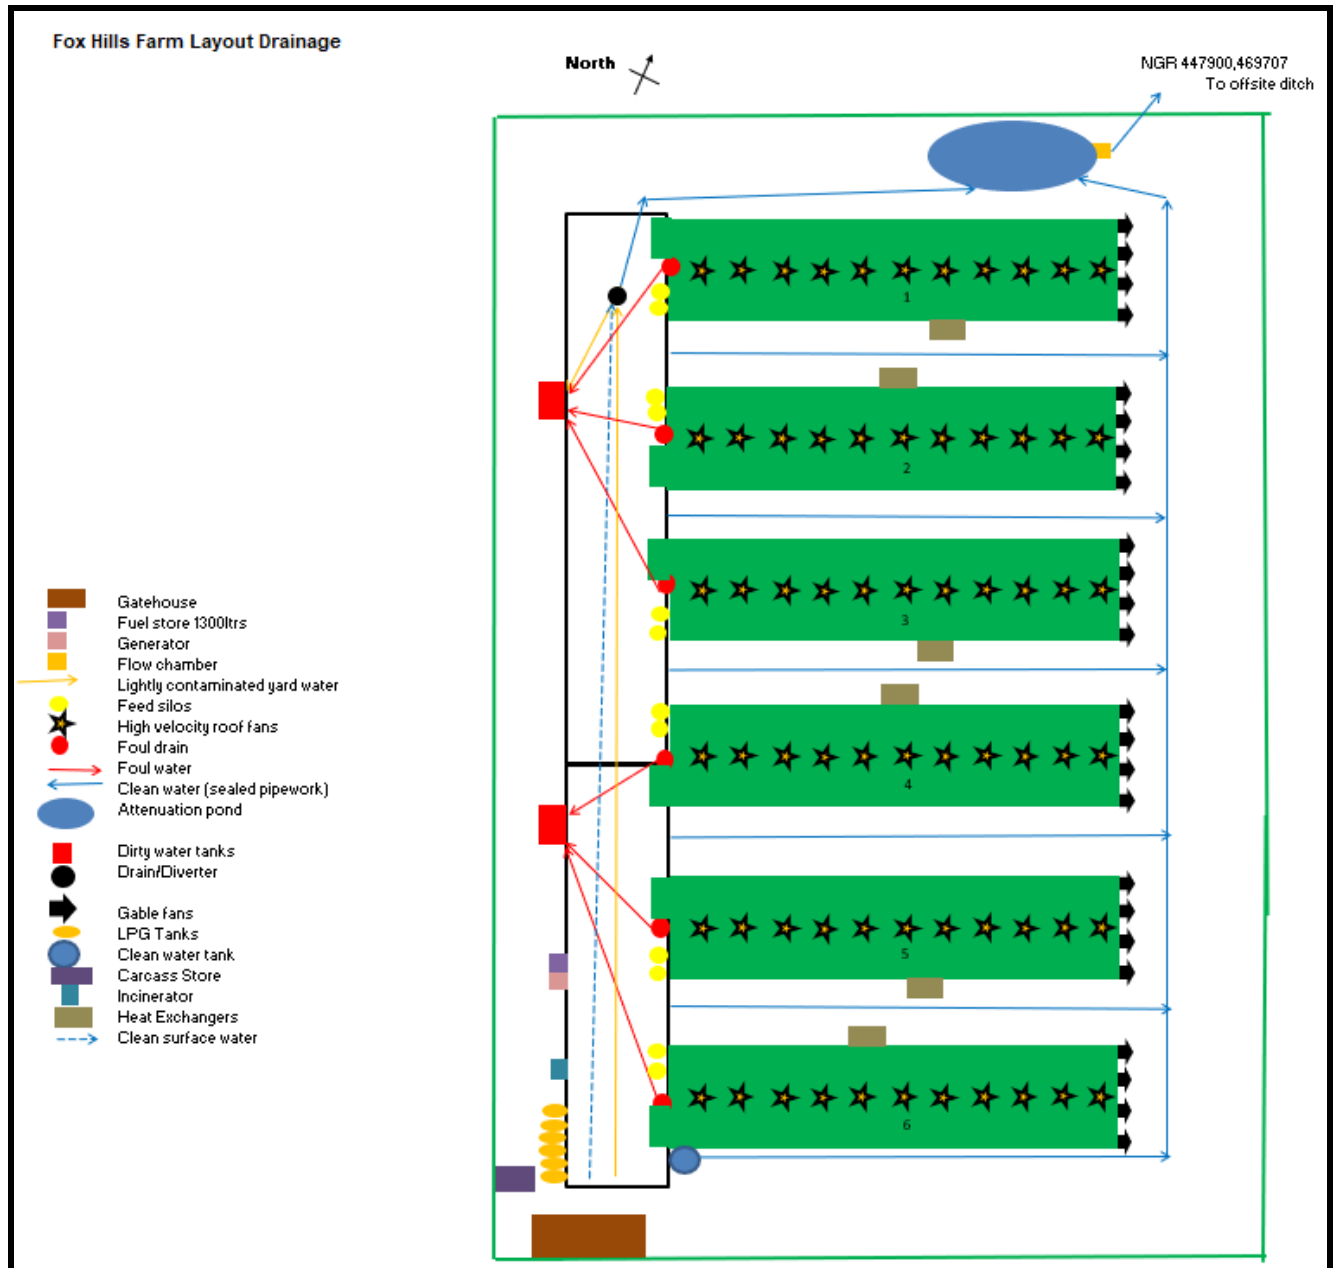 Fox Hills Farm Layout Drainage
North
NGR 447900,469707
To offsite ditch
1
2
3
4
5
6
Gatehouse
Fuel store 1300ltrs
Generator
Flow chamber
Lightly contaminated yard water
Feed silos
High velocity roof fans
Foul drain
Foul water
Clean water (sealed pipework)
Attenuation pond
Dirty water tanks
Drain/Diverter
Gable fans
LPG Tanks
Clean water tank
Carcass Store
Incinerator
Heat Exchangers
Clean surface water